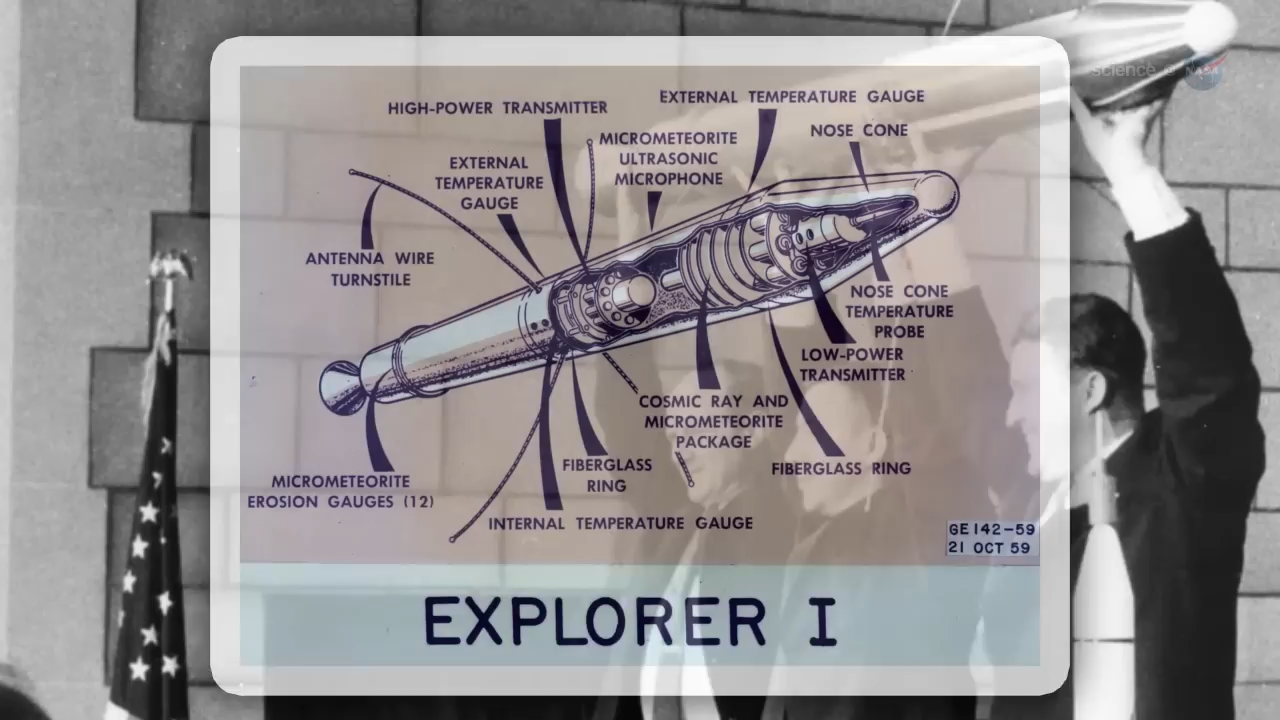 science@NASA
HIGH-POWER TRANSMITTER
EXTERNAL TEMPERATURE GAUGE
MICROMETEORITE
ULTRASONIC
MICROPHONE
NOSE CONE
EXTERNAL
TEMPERATURE
GAUGE
ANTENNA WIRE
TURNSTILE
NOSE CONE
TEMPERATURE
PROBE
LOW-POWER
TRANSMITTER
COSMIC RAY AND
MICROMETEORITE
PACKAGE
FIBERGLASS RING
FIBERGLASS
RING
MICROMETEORITE
EROSION GAUGES (12)
INTERNAL TEMPERATURE GAUGE
GE 142-59
21 OCT 59
EXPLORER I